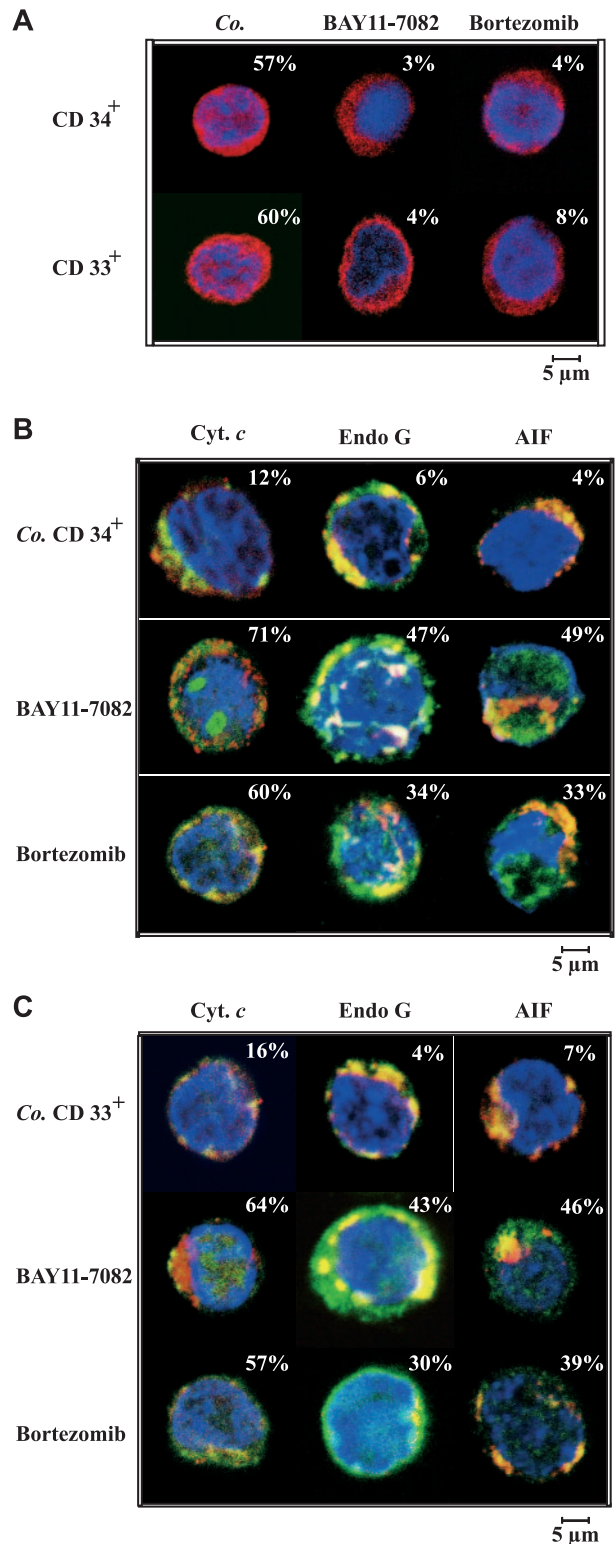 A
Co. BAY11-7082 Bortezomib
CD 34+ 57% 3% 4%
CD 33+ 60% 4% 8%
5 µm
B
Cyt. c Endo G AIF
Co. CD 34+ 12% 6% 4%
BAY11-7082 71% 47% 49%
Bortezomib 60% 34% 33%
5 µm
C
Cyt. c Endo G AIF
Co. CD 33+ 16% 4% 7%
BAY11-7082 64% 43% 46%
Bortezomib 57% 30% 39%
5 µm